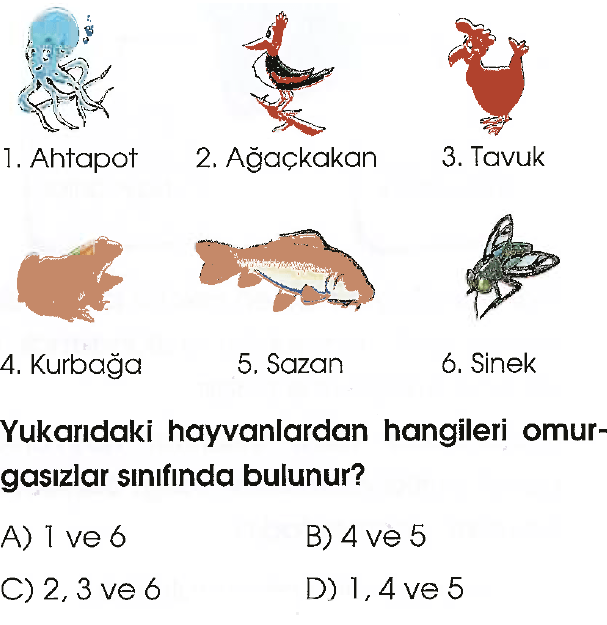 1. Ahtapot 2. Ağaçkakan 3. Tavuk
4. Kurbağa 5. Sazan 6. Sinek
Yukarıdaki hayvanlardan hangileri omur-
gasızlar sınıfında bulunur?
A) 1 ve 6 B) 4 ve 5
C) 2, 3 ve 6 D) 1, 4 ve 5